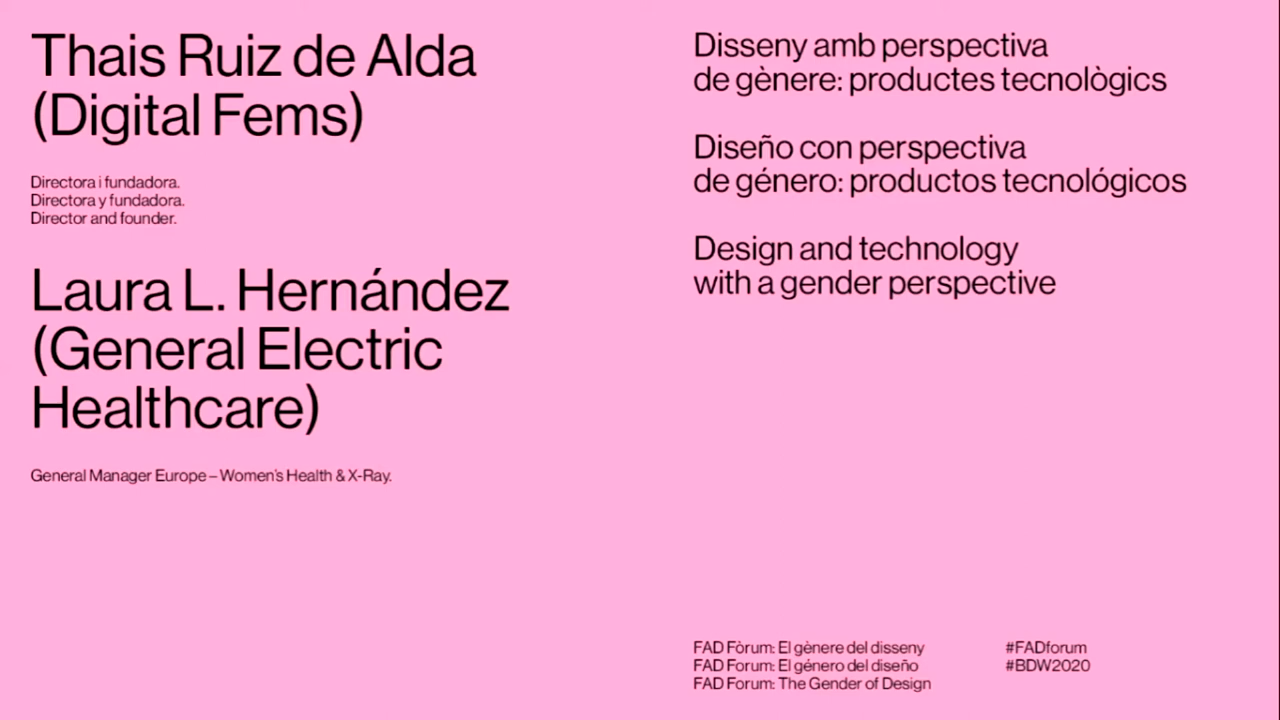 Thais Ruiz de Alda
(Digital Fems)
Directora i fundadora.
Directora y fundadora.
Director and founder.
Laura L. Hernández
(General Electric
Healthcare)
General Manager Europe – Women's Health & X-Ray.
Disseny amb perspectiva
de gènere: productes tecnològics
Diseño con perspectiva
de género: productos tecnológicos
Design and technology
with a gender perspective
FAD Fòrum: El gènere del disseny
FAD Forum: El género del diseño
FAD Forum: The Gender of Design
#FADforum
#BDW2020